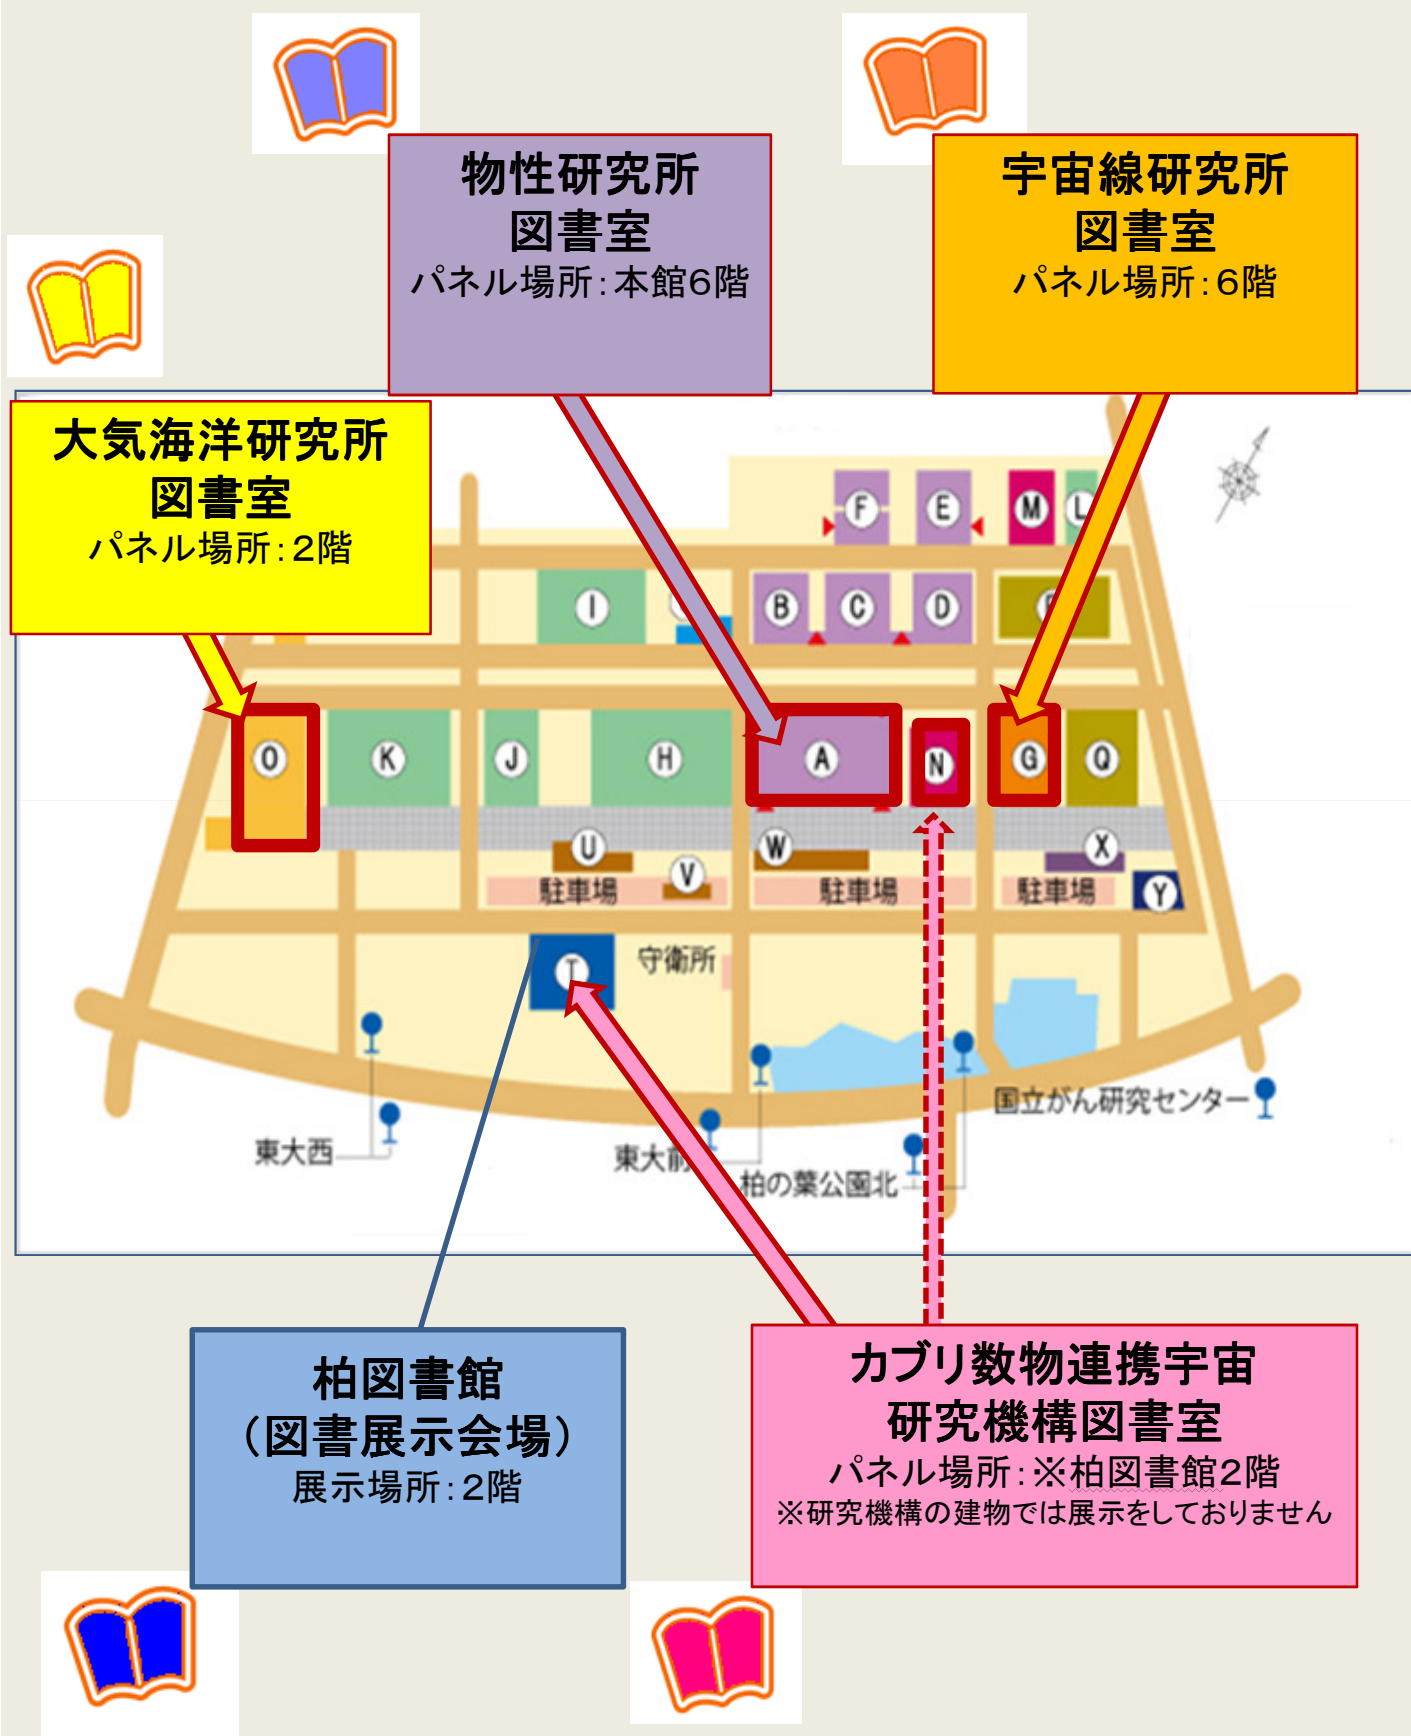 物性研究所
図書室
パネル場所：本館6階
宇宙線研究所
図書室
パネル場所：6階
大気海洋研究所
図書室
パネル場所：2階
F
E
M
L
I
B
C
D
O
K
J
H
A
N
G
Q
U
V
W
X
Y
駐車場
駐車場
駐車場
T
守衛所
国立がん研究センター
東大西
東大前
柏の葉公園北
柏図書館
（図書展示会場）
展示場所：2階
カブリ数物連携宇宙
研究機構図書室
パネル場所：※柏図書館2階
※研究機構の建物では展示をしておりません